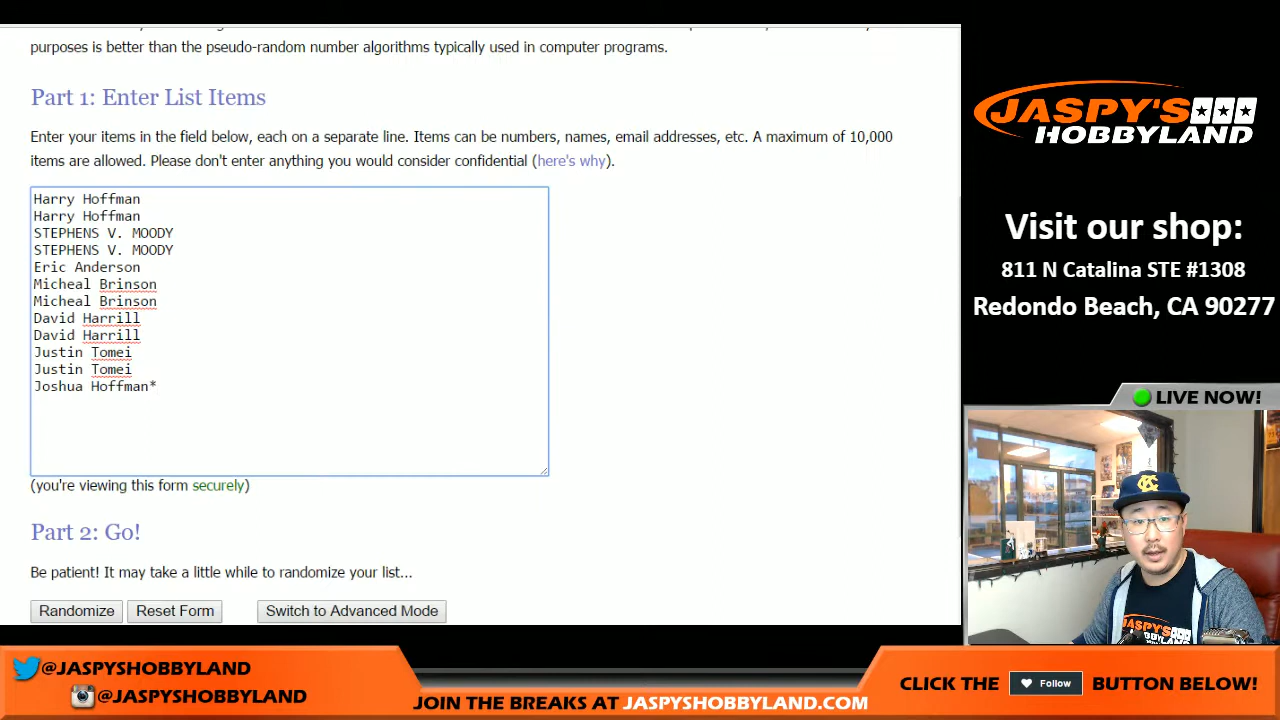 purposes is better than the pseudo-random number algorithms typically used in computer programs.
Part 1: Enter List Items
Enter your items in the field below, each on a separate line. Items can be numbers, names, email addresses, etc. A maximum of 10,000
items are allowed. Please don't enter anything you would consider confidential (here's why).
Harry Hoffman
Harry Hoffman
STEPHENS V. MOODY
STEPHENS V. MOODY
Eric Anderson
Micheal Brinson
Micheal Brinson
David Harrill
David Harrill
Justin Tomei
Justin Tomei
Joshua Hoffman*
(you're viewing this form securely)
Part 2: Go!
Be patient! It may take a little while to randomize your list...
Randomize
Reset Form
Switch to Advanced Mode
JASPY'S
HOBBYLAND
Visit our shop:
811 N Catalina STE #1308
Redondo Beach, CA 90277
LIVE NOW!
@JASPYSHOBBYLAND
@JASPYSHOBBYLAND
JOIN THE BREAKS AT JASPYSHOBBYLAND.COM
CLICK THE Follow BUTTON BELOW!